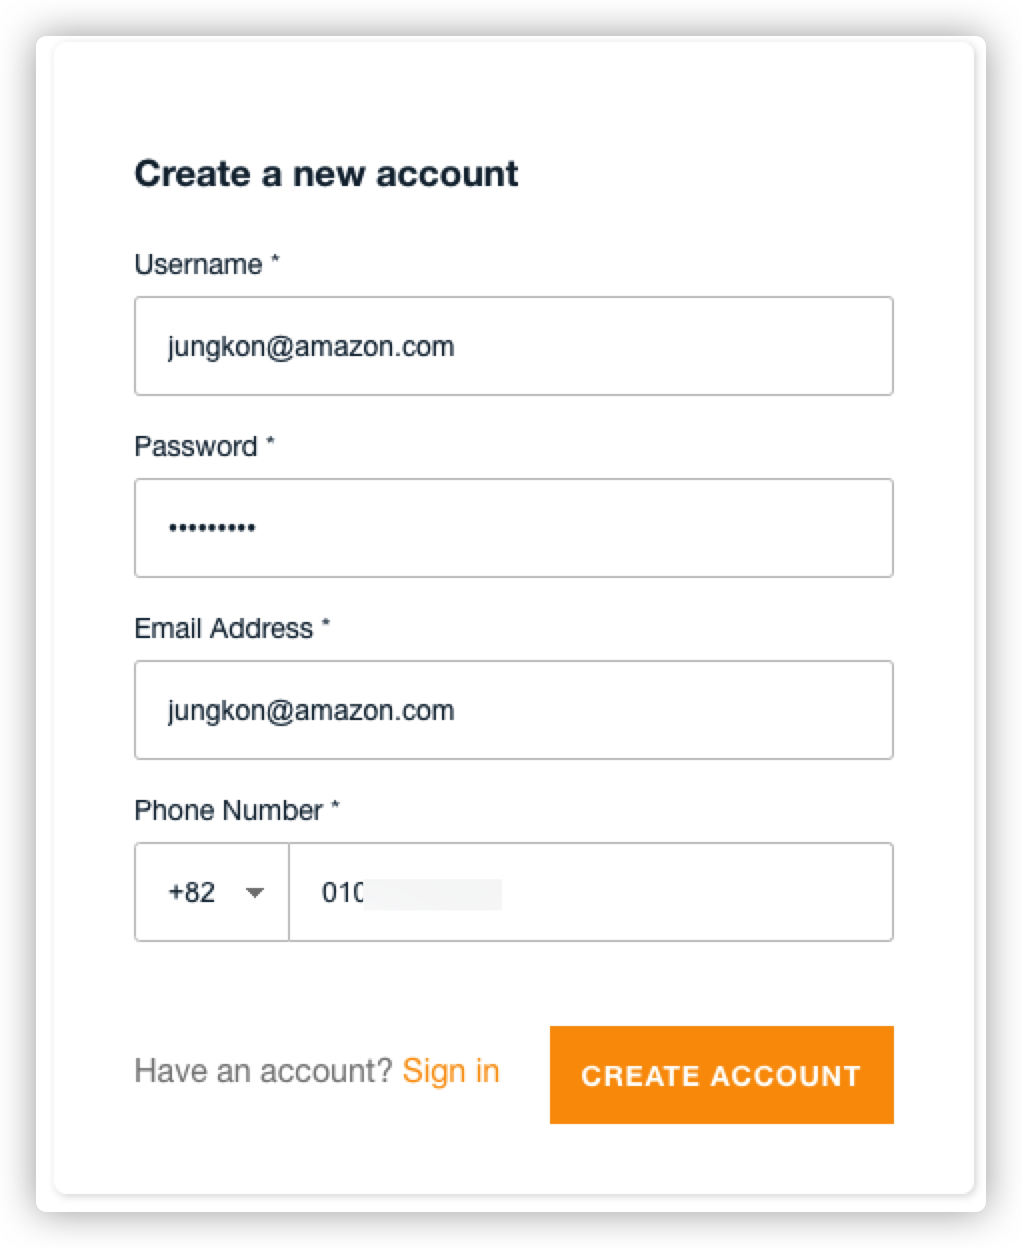 Create a new account
Username *
jungkon@amazon.com
Password *
•••••••••
Email Address *
jungkon@amazon.com
Phone Number *
+82 010
Have an account? Sign in
CREATE ACCOUNT